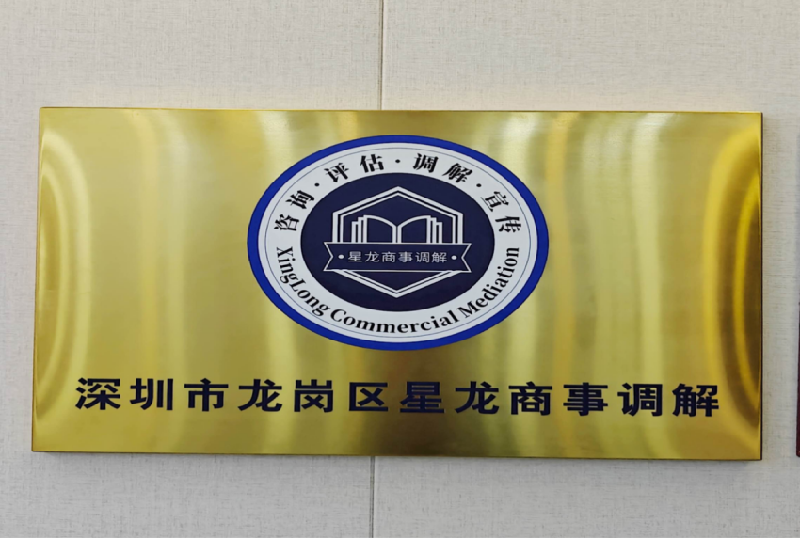 咨询·评估·调解·宣传
·星龙商事调解·
XingLong Commercial Mediation
深圳市龙岗区星龙商事调解